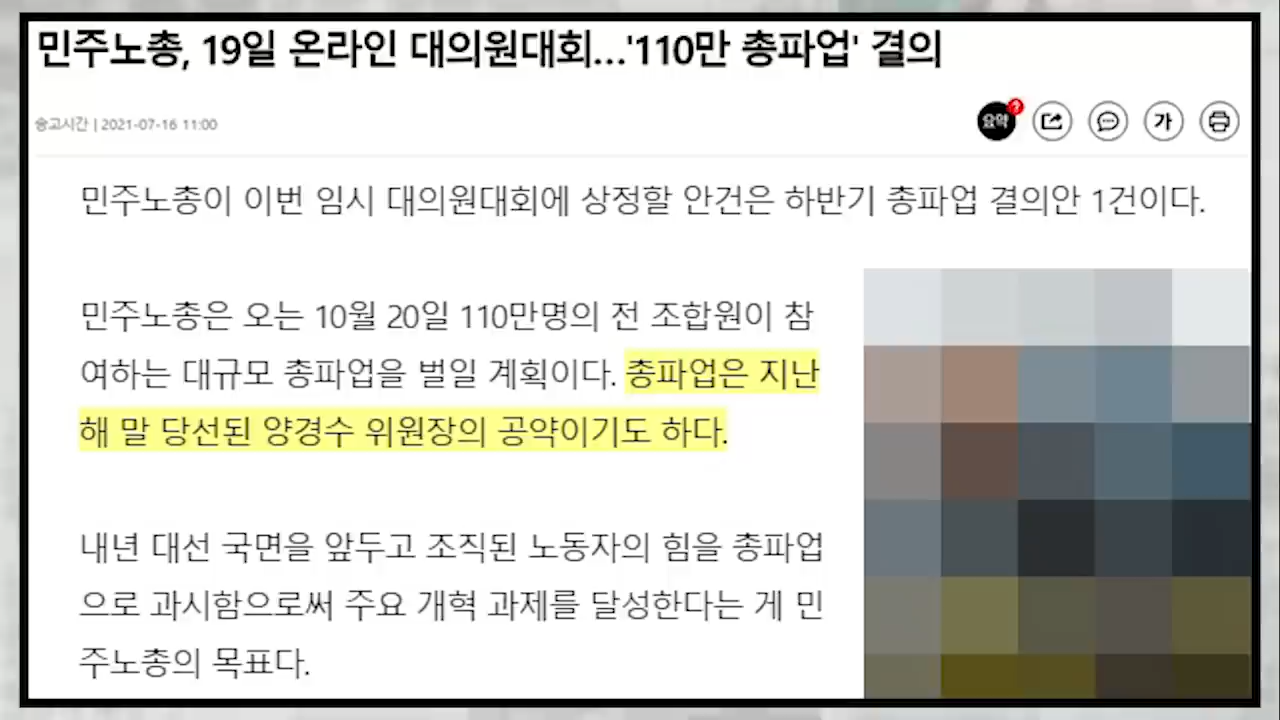 민주노총, 19일 온라인 대의원대회...'110만 총파업' 결의
송고시간 | 2021-07-16 11:00
요약
?
가
민주노총이 이번 임시 대의원대회에 상정할 안건은 하반기 총파업 결의안 1건이다.
민주노총은 오는 10월 20일 110만명의 전 조합원이 참
여하는 대규모 총파업을 벌일 계획이다. 총파업은 지난
해 말 당선된 양경수 위원장의 공약이기도 하다.
내년 대선 국면을 앞두고 조직된 노동자의 힘을 총파업
으로 과시함으로써 주요 개혁 과제를 달성한다는 게 민
주노총의 목표다.